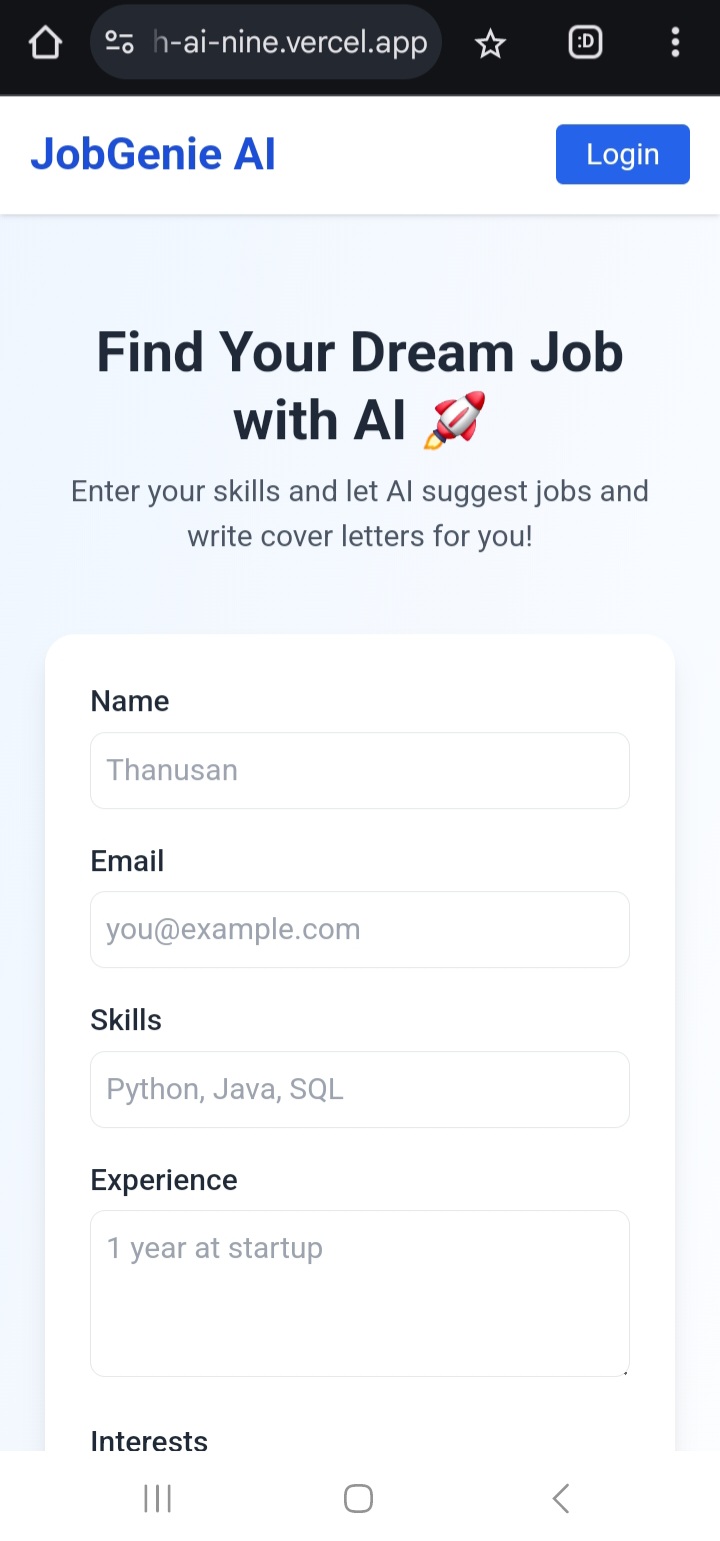 h-ai-nine.vercel.app
:D
JobGenie AI
Login
Find Your Dream Job
with AI 🚀
Enter your skills and let AI suggest jobs and
write cover letters for you!
Name
Thanusan
Email
you@example.com
Skills
Python, Java, SQL
Experience
1 year at startup
Interests